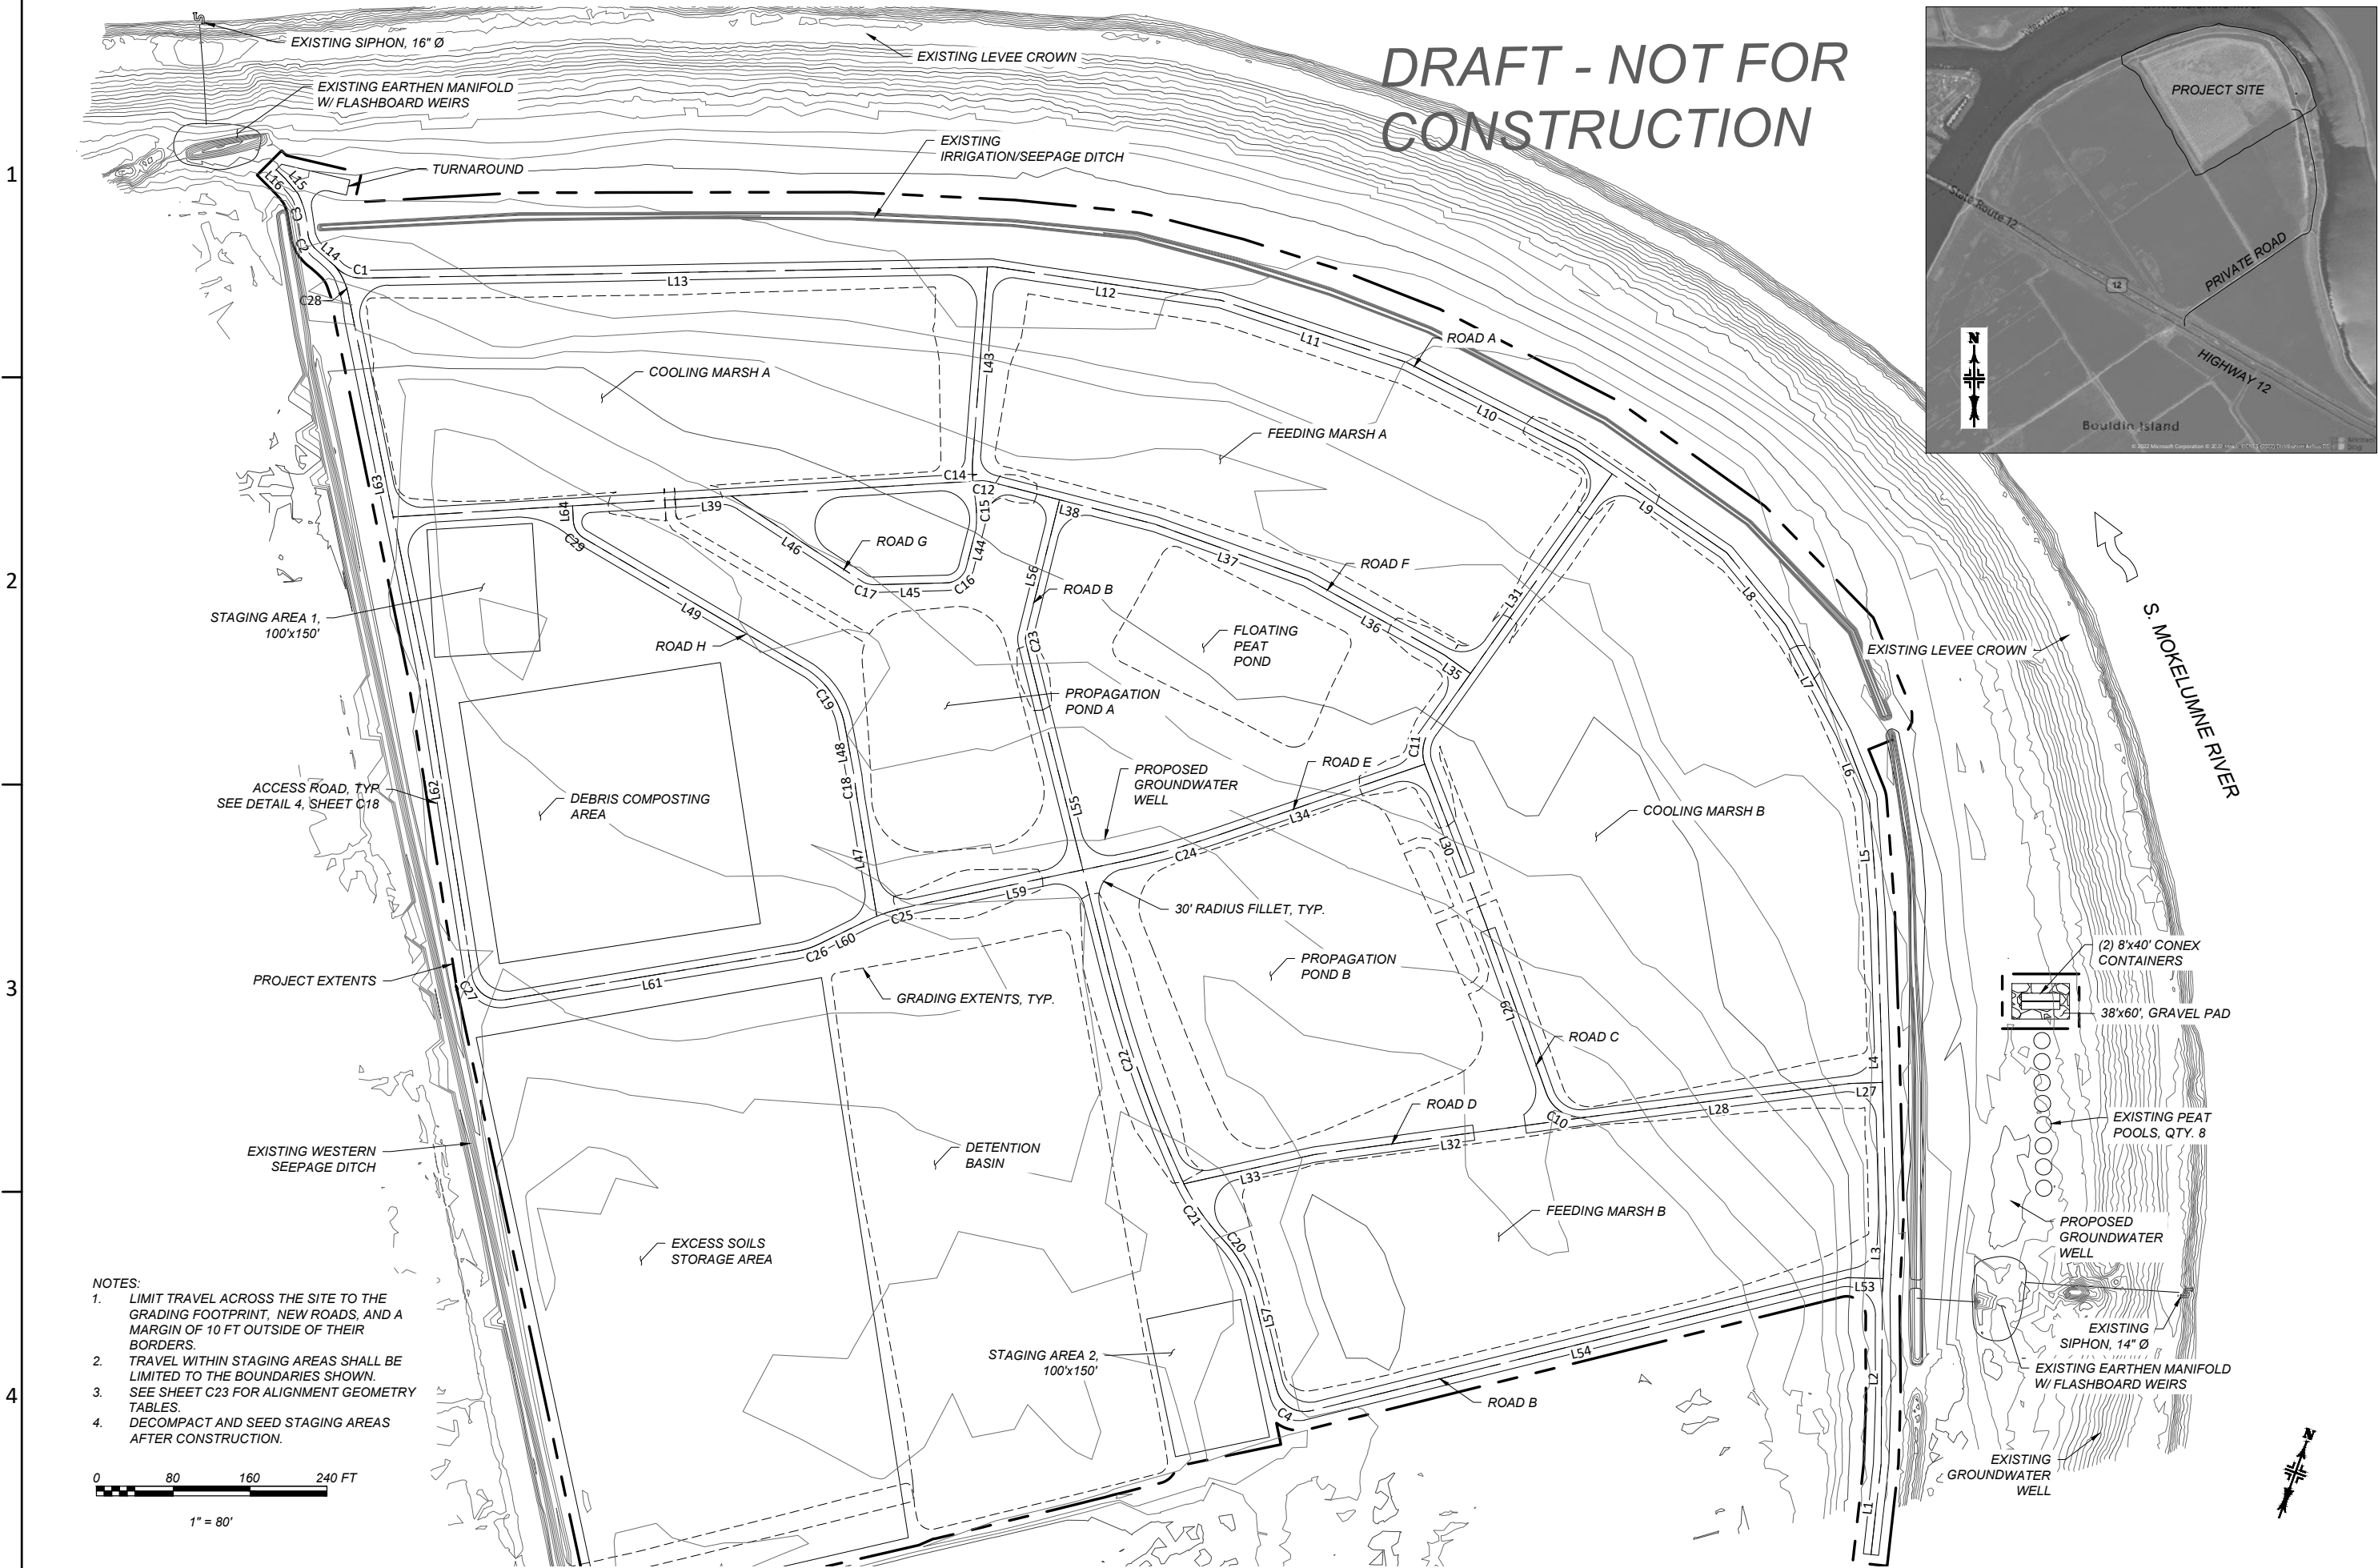 DRAFT - NOT FOR
CONSTRUCTION
EXISTING SIPHON, 16" Ø
EXISTING LEVEE CROWN
EXISTING EARTHEN MANIFOLD
W/ FLASHBOARD WEIRS
EXISTING
IRRIGATION/SEEPAGE DITCH
TURNAROUND
PROJECT SITE
State Route 12
12
PRIVATE ROAD
HIGHWAY 12
Bouldin Island
N
1
L16
L15
C3
C2
L14
C1
C28
L13
L12
L11
ROAD A
L43
COOLING MARSH A
L10
FEEDING MARSH A
L63
C14
C12
L64
L39
C15
L38
L9
C29
L46
ROAD G
L44
L37
ROAD F
2
C17
L45
C16
L56
ROAD B
L31
L8
STAGING AREA 1,
100'x150'
L49
ROAD H
C23
FLOATING
PEAT
POND
L36
L35
EXISTING LEVEE CROWN
S. MOKELUMNE RIVER
L7
C19
PROPAGATION
POND A
C11
L48
C18
ROAD E
L6
ACCESS ROAD, TYP
SEE DETAIL 4, SHEET C18
L62
DEBRIS COMPOSTING
AREA
PROPOSED
GROUNDWATER
WELL
L55
L34
COOLING MARSH B
L47
C24
L30
L5
L59
C25
30' RADIUS FILLET, TYP.
C26
L60
(2) 8'x40' CONEX
CONTAINERS
3
PROJECT EXTENTS
C27
L61
GRADING EXTENTS, TYP.
PROPAGATION
POND B
L29
38'x60', GRAVEL PAD
ROAD C
C22
L4
L27
ROAD D
L28
C10
EXISTING PEAT
POOLS, QTY. 8
EXISTING WESTERN
SEEPAGE DITCH
DETENTION
BASIN
L32
L33
FEEDING MARSH B
C21
C20
PROPOSED
GROUNDWATER
WELL
EXCESS SOILS
STORAGE AREA
L3
L53
L57
EXISTING
SIPHON, 14" Ø
STAGING AREA 2,
100'x150'
L54
EXISTING EARTHEN MANIFOLD
W/ FLASHBOARD WEIRS
L2
4
C4
ROAD B
EXISTING
GROUNDWATER
WELL
L1
N
NOTES:
1. LIMIT TRAVEL ACROSS THE SITE TO THE
GRADING FOOTPRINT, NEW ROADS, AND A
MARGIN OF 10 FT OUTSIDE OF THEIR
BORDERS.
2. TRAVEL WITHIN STAGING AREAS SHALL BE
LIMITED TO THE BOUNDARIES SHOWN.
3. SEE SHEET C23 FOR ALIGNMENT GEOMETRY
TABLES.
4. DECOMPACT AND SEED STAGING AREAS
AFTER CONSTRUCTION.
0 80 160 240 FT
1" = 80'